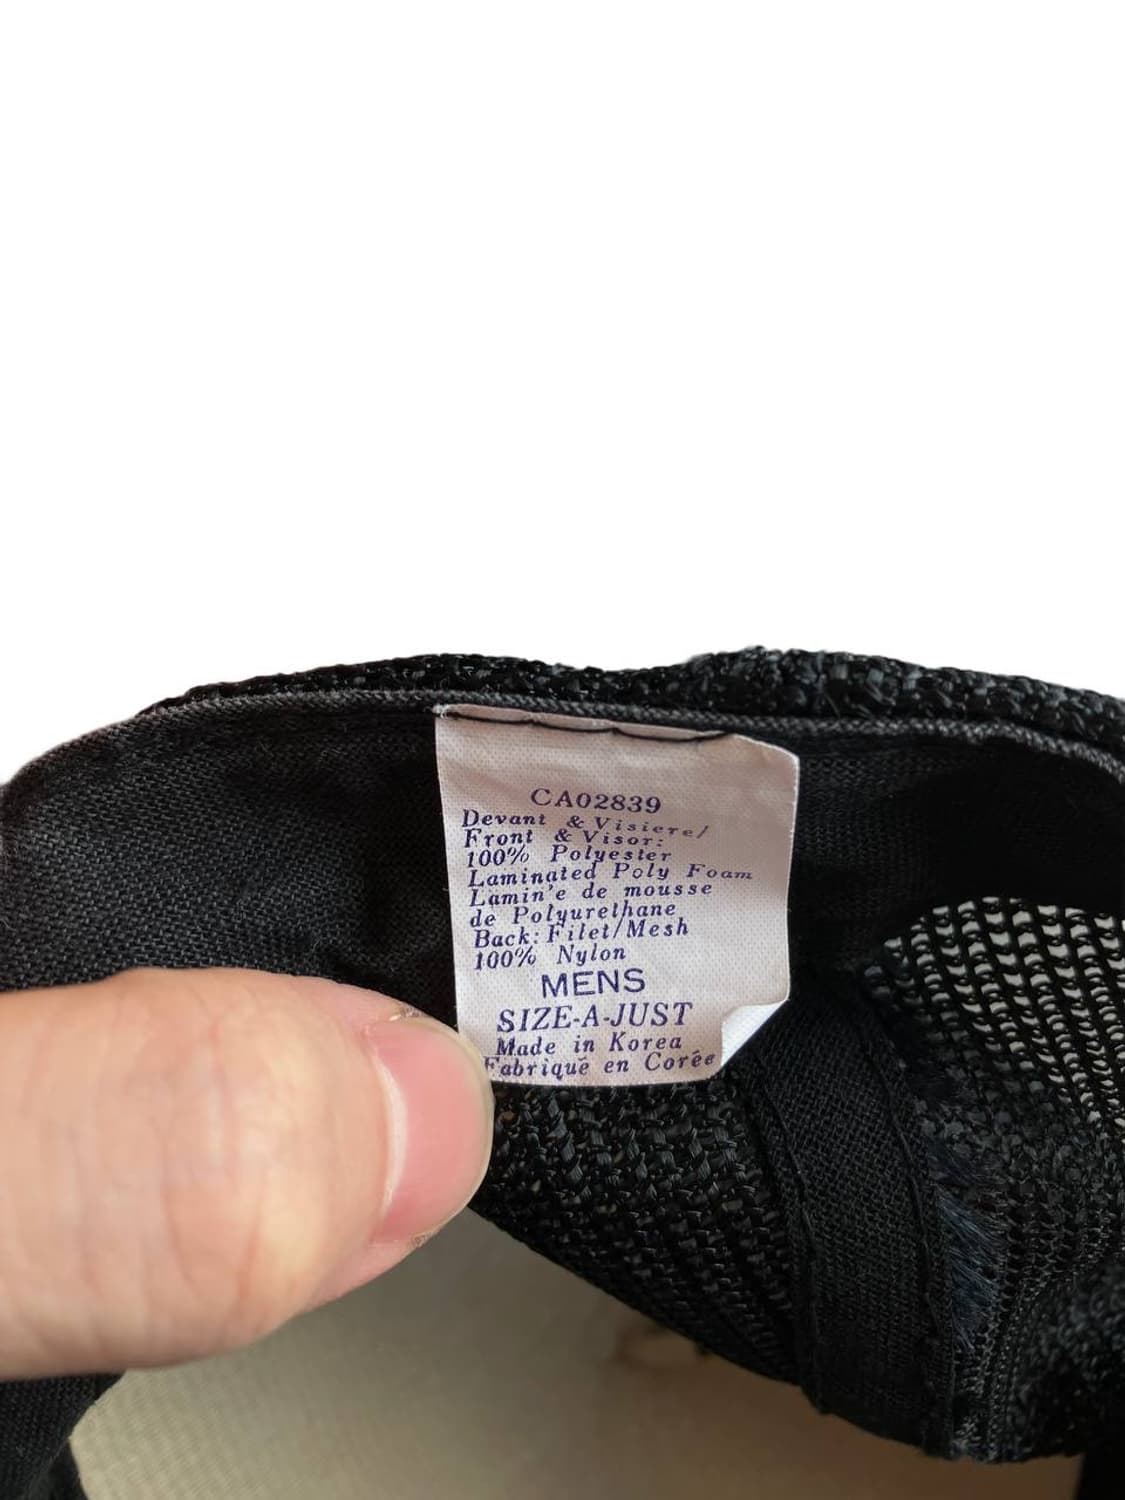 CA02839
Devant & Visiere/
Front & Visor:
100% Polyester
Laminated Poly Foam
Lamin'e de mousse
de Polyurethane
Back: Filet/Mesh
100% Nylon
MENS
SIZE-A-JUST
Made in Korea
Fabriqué en Corée